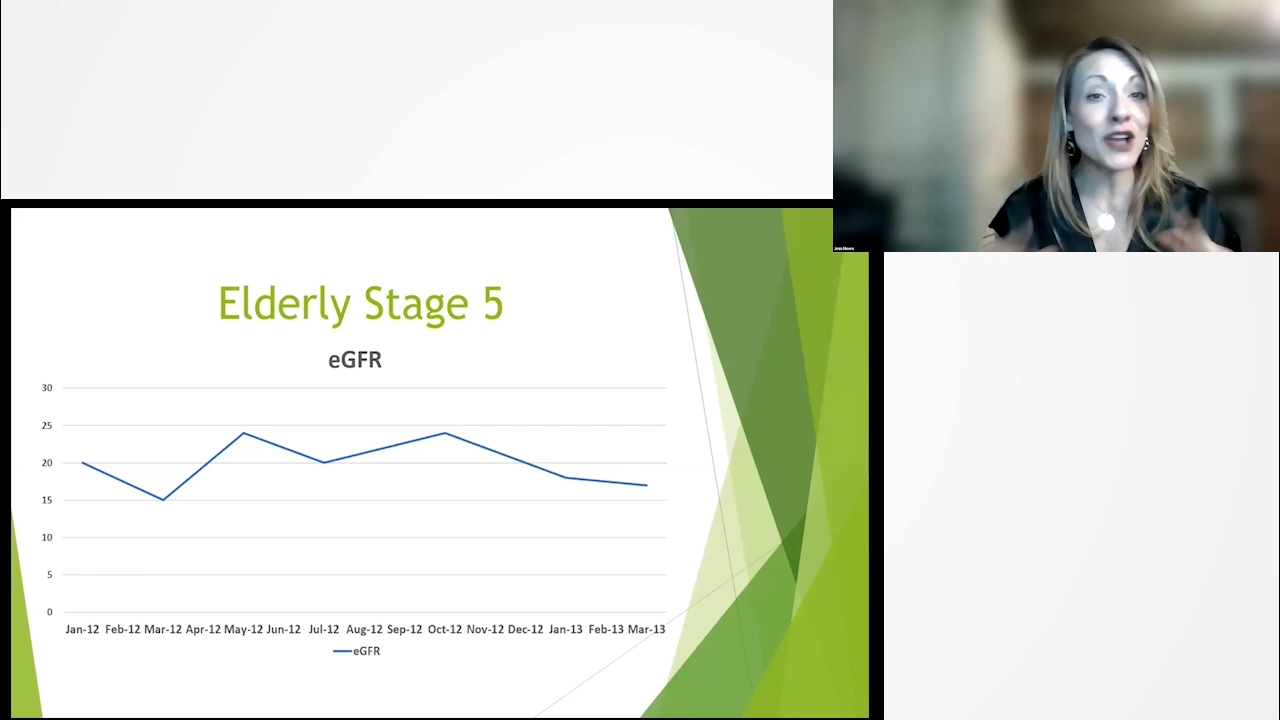 Jess Moore
Elderly Stage 5
eGFR
30
25
20
15
10
5
0
Jan-12 Feb-12 Mar-12 Apr-12 May-12 Jun-12 Jul-12 Aug-12 Sep-12 Oct-12 Nov-12 Dec-12 Jan-13 Feb-13 Mar-13
eGFR